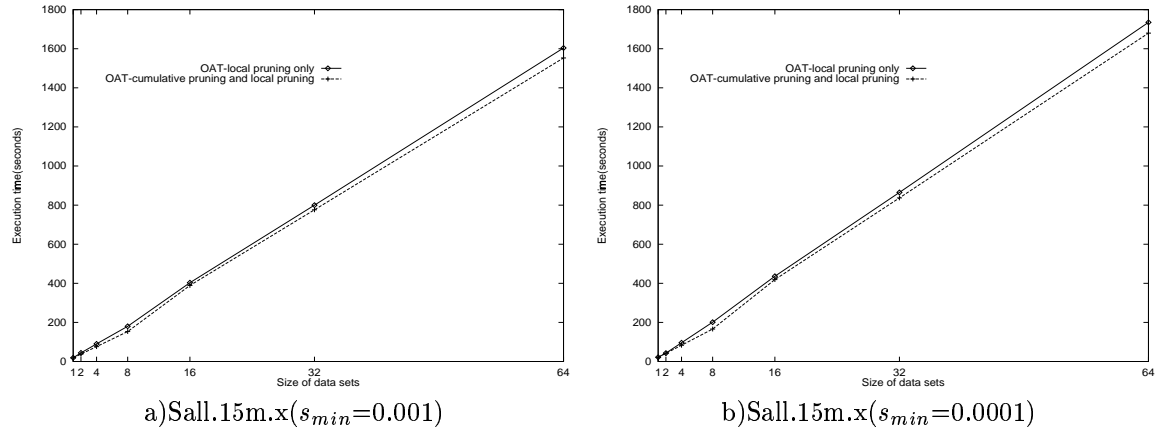 1800
1600
1400
1200
1000
800
600
400
200
0
Execution time(seconds)
OAT-local pruning only
OAT-cumulative pruning and local pruning
1 2 4 8 16 32 64
Size of data sets
a)Sall.15m.x(s_min=0.001)
1800
1600
1400
1200
1000
800
600
400
200
0
Execution time(seconds)
OAT-local pruning only
OAT-cumulative pruning and local pruning
1 2 4 8 16 32 64
Size of data sets
b)Sall.15m.x(s_min=0.0001)